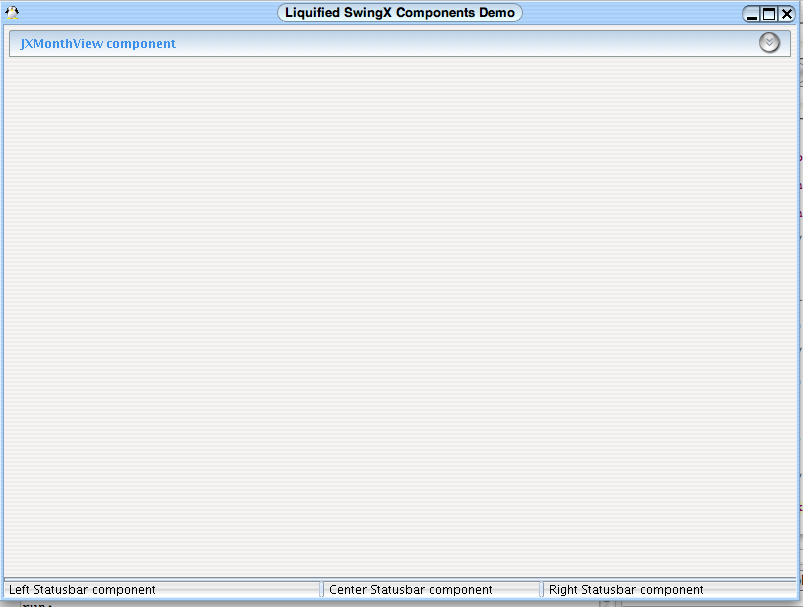 Liquified SwingX Components Demo
JXMonthView component
Left Statusbar component
Center Statusbar component
Right Statusbar component